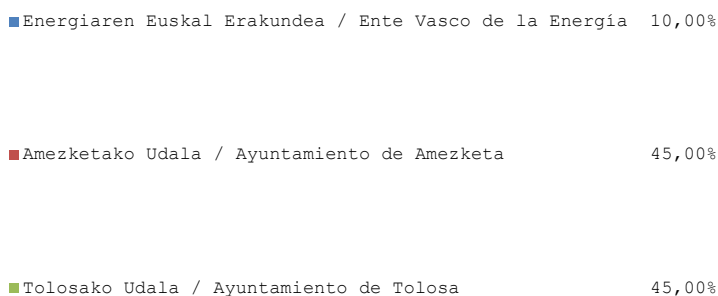 Energiaren Euskal Erakundea / Ente Vasco de la Energía 10,00%
Amezketako Udala / Ayuntamiento de Amezketa 45,00%
Tolosako Udala / Ayuntamiento de Tolosa 45,00%